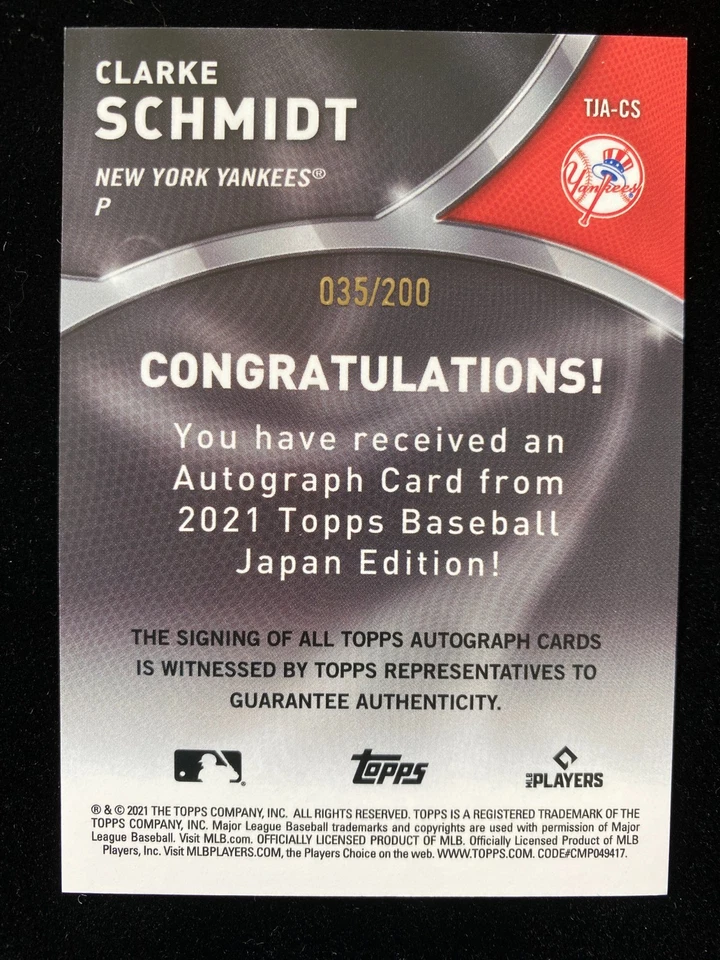 CLARKE
SCHMIDT
NEW YORK YANKEES®
P
TJA-CS
Yankees
035/200
CONGRATULATIONS!
You have received an
Autograph Card from
2021 Topps Baseball
Japan Edition!
THE SIGNING OF ALL TOPPS AUTOGRAPH CARDS
IS WITNESSED BY TOPPS REPRESENTATIVES TO
GUARANTEE AUTHENTICITY.
topps
MLB PLAYERS
® & © 2021 THE TOPPS COMPANY, INC. ALL RIGHTS RESERVED. TOPPS IS A REGISTERED TRADEMARK OF THE
TOPPS COMPANY, INC. Major League Baseball trademarks and copyrights are used with permission of Major
League Baseball. Visit MLB.com. OFFICIALLY LICENSED PRODUCT OF MLB. Officially Licensed Product of MLB
Players, Inc. Visit MLBPLAYERS.COM, the Players Choice on the web. WWW.TOPPS.COM. CODE#CMP049417.